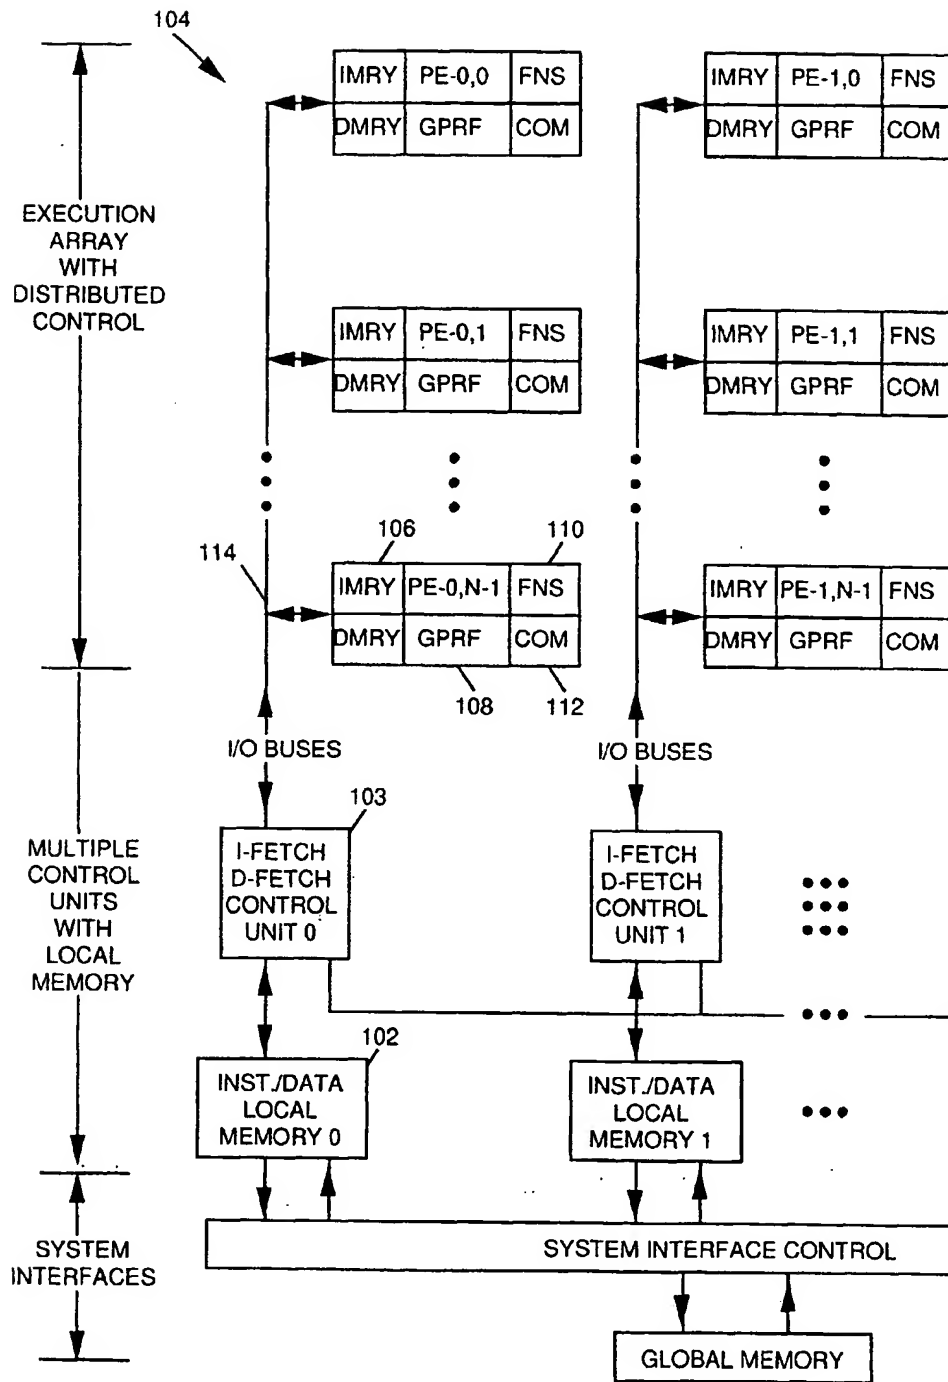 104
IMRY PE-0,0 FNS
DMRY GPRF COM
IMRY PE-1,0 FNS
DMRY GPRF COM
EXECUTION
ARRAY
WITH
DISTRIBUTED
CONTROL
IMRY PE-0,1 FNS
DMRY GPRF COM
IMRY PE-1,1 FNS
DMRY GPRF COM
114
106
110
IMRY PE-0,N-1 FNS
DMRY GPRF COM
108
112
IMRY PE-1,N-1 FNS
DMRY GPRF COM
I/O BUSES
I/O BUSES
MULTIPLE
CONTROL
UNITS
WITH
LOCAL
MEMORY
103
I-FETCH
D-FETCH
CONTROL
UNIT 0
I-FETCH
D-FETCH
CONTROL
UNIT 1
102
INST./DATA
LOCAL
MEMORY 0
INST./DATA
LOCAL
MEMORY 1
SYSTEM
INTERFACES
SYSTEM INTERFACE CONTROL
GLOBAL MEMORY